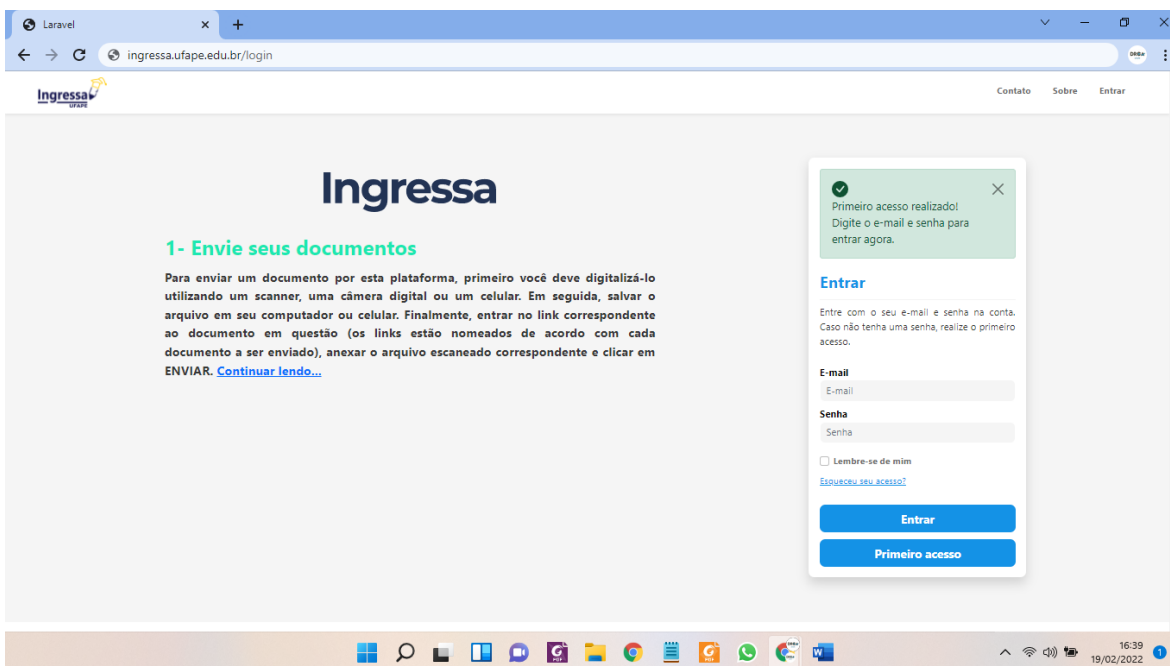 Laravel
ingressa.ufape.edu.br/login
Ingressa
UFAPE
Contato Sobre Entrar
Ingressa
1- Envie seus documentos
Para enviar um documento por esta plataforma, primeiro você deve digitalizá-lo
utilizando um scanner, uma câmera digital ou um celular. Em seguida, salvar o
arquivo em seu computador ou celular. Finalmente, entrar no link correspondente
ao documento em questão (os links estão nomeados de acordo com cada
documento a ser enviado), anexar o arquivo escaneado correspondente e clicar em
ENVIAR. Continuar lendo...
Primeiro acesso realizado!
Digite o e-mail e senha para
entrar agora.
Entrar
Entre com o seu e-mail e senha na conta.
Caso não tenha uma senha, realize o primeiro
acesso.
E-mail
E-mail
Senha
Senha
Lembre-se de mim
Esqueceu seu acesso?
Entrar
Primeiro acesso
16:39
19/02/2022
1